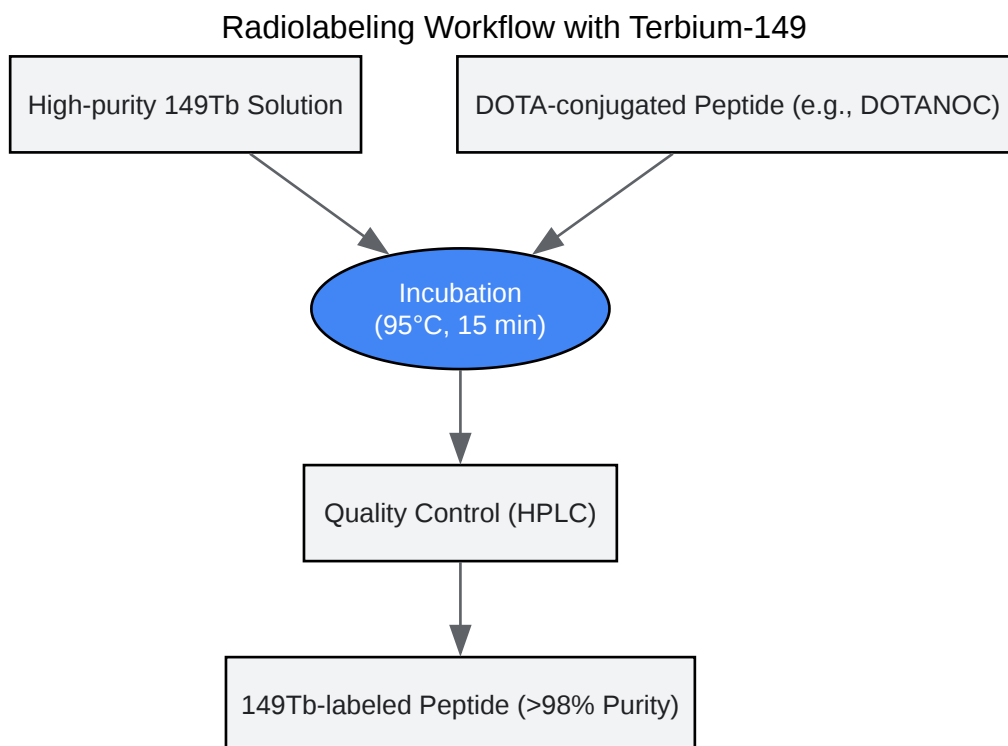 Radiolabeling Workflow with Terbium-149
High-purity 149Tb Solution
DOTA-conjugated Peptide (e.g., DOTANOC)
Incubation
(95°C, 15 min)
Quality Control (HPLC)
149Tb-labeled Peptide (>98% Purity)